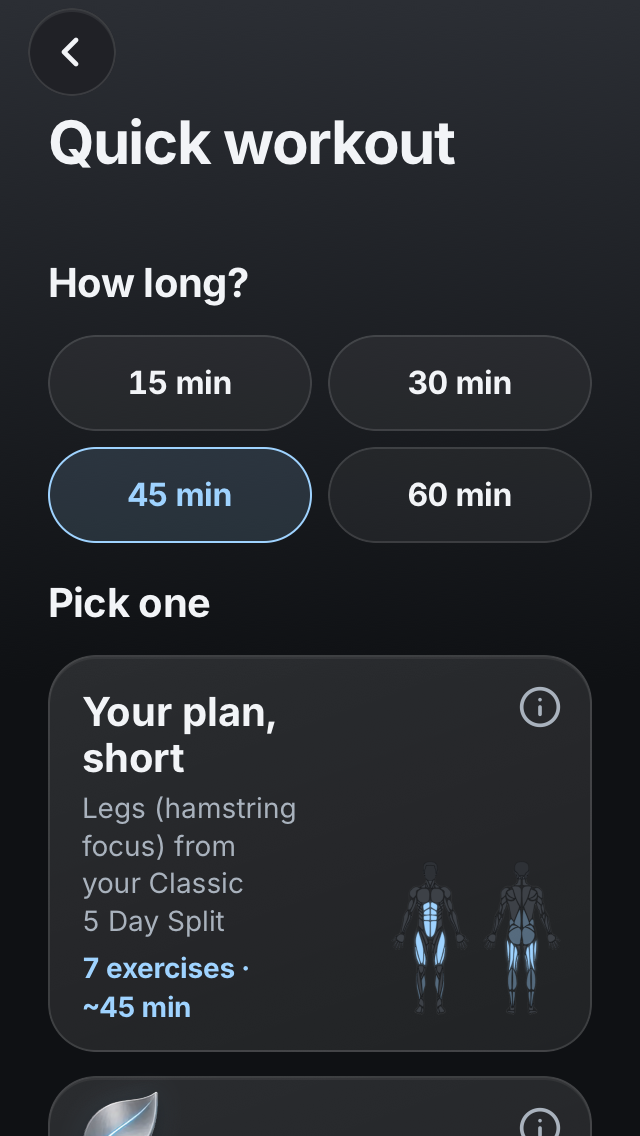 Quick workout
How long?
15 min
30 min
45 min
60 min
Pick one
Your plan,
short
Legs (hamstring
focus) from
your Classic
5 Day Split
7 exercises ·
~45 min